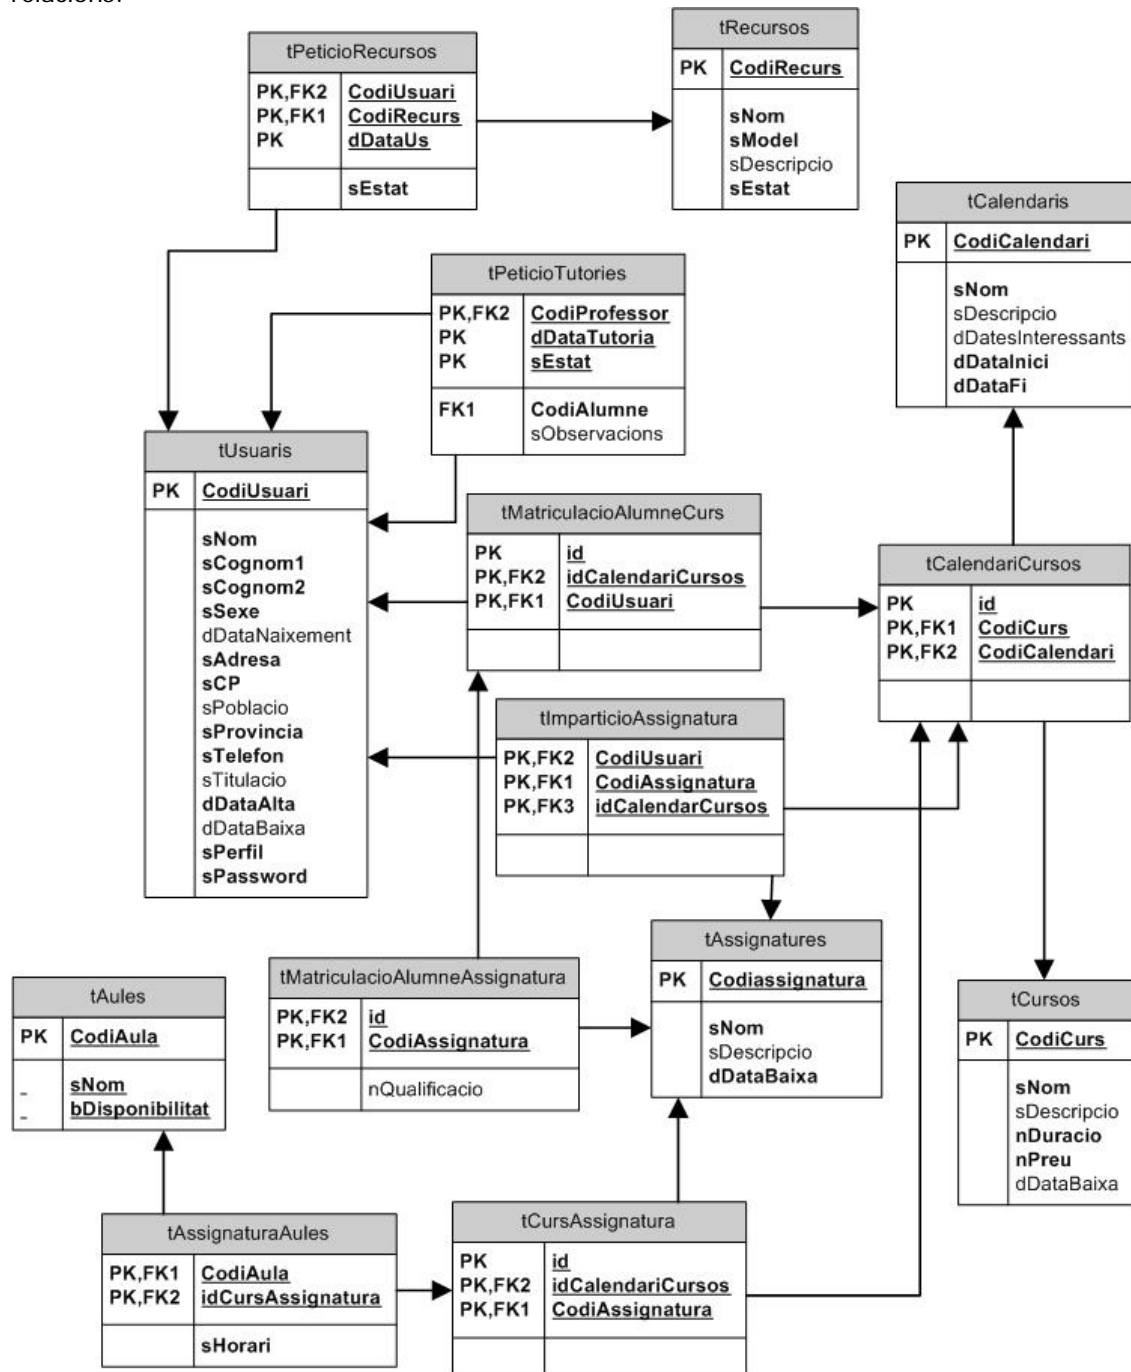 relacions.
tPeticioRecursos
PK,FK2 CodiUsuari
PK,FK1 CodiRecurs
PK dDataUs
sEstat
tRecursos
PK CodiRecurs
sNom
sModel
sDescripcio
sEstat
tCalendaris
PK CodiCalendari
sNom
sDescripcio
dDatesInteressants
dDataInici
dDataFi
tPeticioTutories
PK,FK2 CodiProfessor
PK dDataTutoria
PK sEstat
FK1 CodiAlumne
sObservacions
tUsuaris
PK CodiUsuari
sNom
sCognom1
sCognom2
sSexe
dDataNaixement
sAdresa
sCP
sPoblacio
sProvincia
sTelefon
sTitulacio
dDataAlta
dDataBaixa
sPerfil
sPassword
tMatriculacioAlumneCurs
PK id
PK,FK2 idCalendariCursos
PK,FK1 CodiUsuari
tCalendariCursos
PK id
PK,FK1 CodiCurs
PK,FK2 CodiCalendari
tImparticioAssignatura
PK,FK2 CodiUsuari
PK,FK1 CodiAssignatura
PK,FK3 idCalendarCursos
tAssignatures
PK Codiassignatura
sNom
sDescripcio
dDataBaixa
tMatriculacioAlumneAssignatura
PK,FK2 id
PK,FK1 CodiAssignatura
nQualificacio
tAules
PK CodiAula
_ sNom
_ bDisponibilitat
tCursos
PK CodiCurs
sNom
sDescripcio
nDuracio
nPreu
dDataBaixa
tAssignaturaAules
PK,FK1 CodiAula
PK,FK2 idCursAssignatura
sHorari
tCursAssignatura
PK id
PK,FK2 idCalendariCursos
PK,FK1 CodiAssignatura